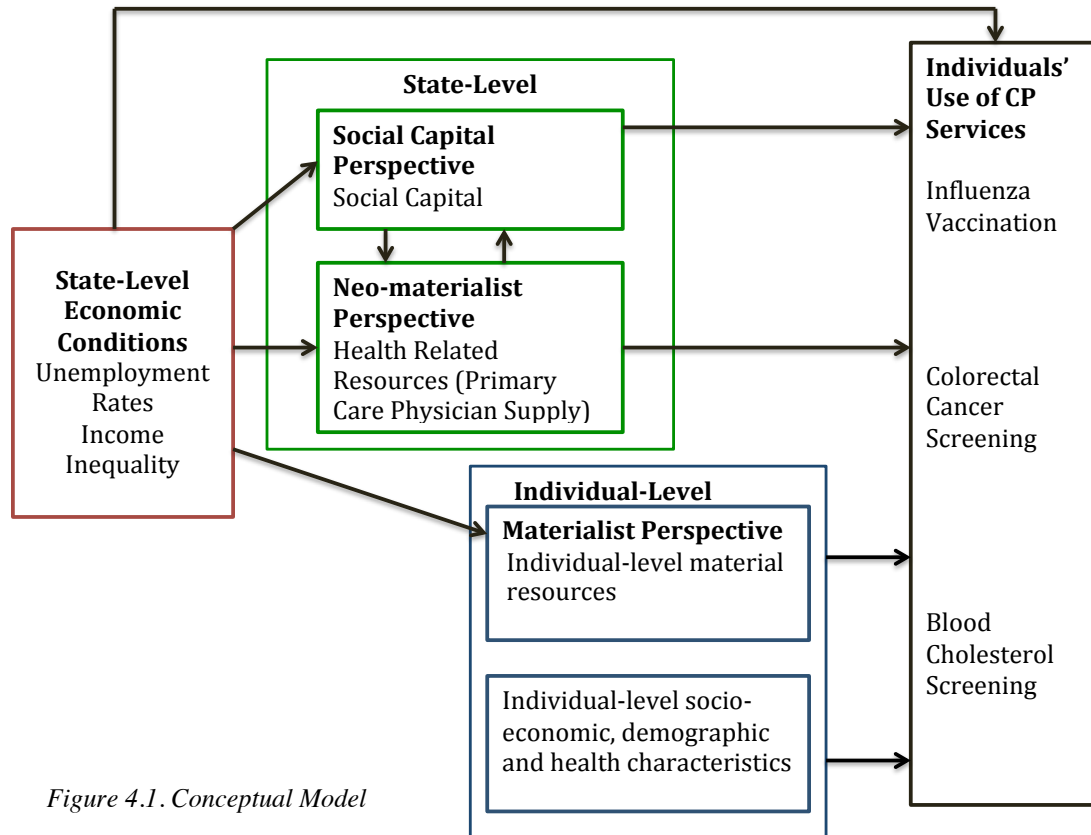 State-Level
Economic
Conditions
Unemployment
Rates
Income
Inequality
State-Level
Social Capital
Perspective
Social Capital
Neo-materialist
Perspective
Health Related
Resources (Primary
Care Physician Supply)
Individual-Level
Materialist Perspective
Individual-level material
resources
Individual-level socio-
economic, demographic
and health characteristics
Individuals’
Use of CP
Services
Influenza
Vaccination
Colorectal
Cancer
Screening
Blood
Cholesterol
Screening
Figure 4.1. Conceptual Model